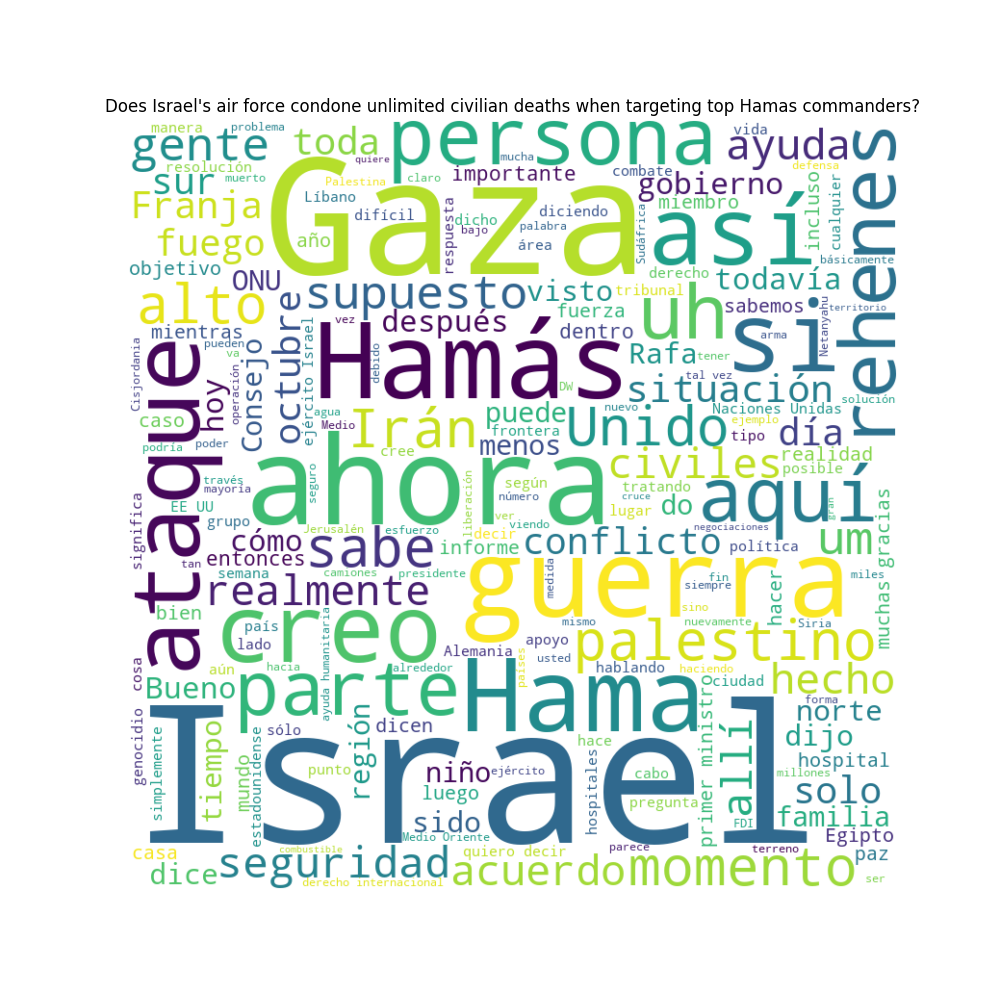 Does Israel's air force condone unlimited civilian deaths when targeting top Hamas commanders?
manera
problema
gente
toda
persona
vida
ayuda
quiere
mucha
resolución
muerto
sur
Palestina
claro
importante
combate
defensa
gobierno
rehenes
Franja
Líbano
difícil
Gaza
respuesta
dicho
bajo
diciendo
palabra
Sudáfrica
miembro
así
incluso
cualquier
fuego
año
área
objetivo
ONU
derecho
todavía
básicamente
alto
octubre
supuesto
visto
tribunal
fuerza
uh
sabemos
si
Netanyahu
territorio
mientras
pueden
va
vez
después
dentro
arma
Cisjordania
ataque
hoy
operación
Consejo
ejército Israel
debido
Hamás
Rafa
tener
tal vez
situación
DW
solución
caso
podría
poder
agua
Medio
Irán
puede
frontera
nuevo
Unido
Naciones Unidas
ejemplo
tipo
día
menos
cree
ahora
través
mayoría
seguro
según
número
civiles
realidad
posible
tratando
lugar
do
aquí
gran
significa
EE UU
grupo
Jerusalén
esfuerzo
liberación
ver
decir
viendo
cruce
negociaciones
um
muchas gracias
tan
cómo
entonces
sabe
informe
conflicto
política
semana
camiones
presidente
realmente
guerra
medida
fin
siempre
miles
hacer
bien
país
creo
mismo
sino
nuevamente
Siria
lado
hacia
ayuda humanitaria
Alemania
apoyo
palestino
usted
hablando
cosa
aún
alrededor
países
haciendo
Bueno
parte
Hama
primer ministro
ciudad
hecho
forma
genocidio
simplemente
tiempo
mundo
estadounidense
sólo
región
dicen
hace
allí
norte
dijo
Israel
punto
niño
ejército
luego
hospitales
cabo
pregunta
hospital
millones
solo
sido
FDI
familia
Medio Oriente
Egipto
casa
combustible
quiero decir
parece
terreno
paz
dice
seguridad
derecho internacional
acuerdo
momento
ser